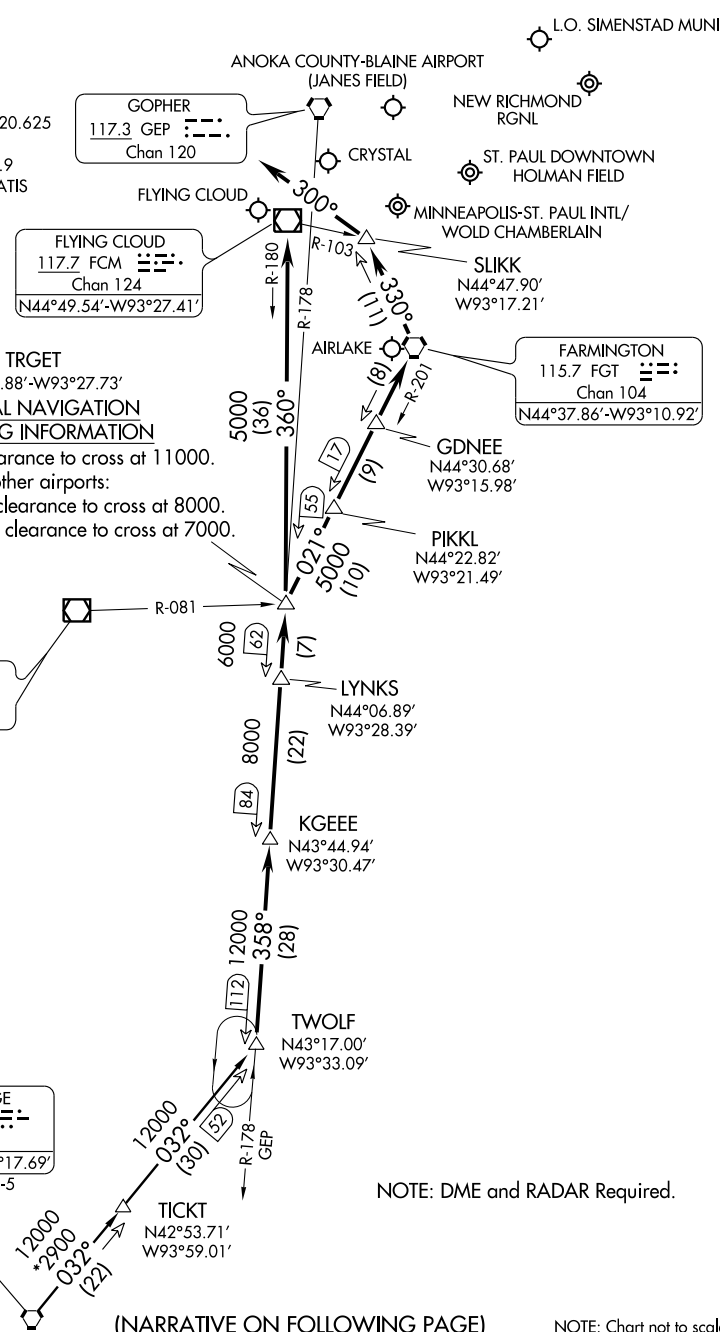 L.O. SIMENSTAD MUNI
ANOKA COUNTY-BLAINE AIRPORT
(JANES FIELD)
GOPHER
117.3 GEP
Chan 120
NEW RICHMOND
RGNL
20.625
.9
ATIS
CRYSTAL
ST. PAUL DOWNTOWN
HOLMAN FIELD
FLYING CLOUD
300°
MINNEAPOLIS-ST. PAUL INTL/
WOLD CHAMBERLAIN
R-103
FLYING CLOUD
117.7 FCM
Chan 124
N44°49.54'-W93°27.41'
R-180
R-178
SLIKK
N44°47.90'
W93°17.21'
330°
(11)
AIRLAKE
FARMINGTON
115.7 FGT
Chan 104
N44°37.86'-W93°10.92'
TRGET
.88'-W93°27.73'
AL NAVIGATION
G INFORMATION
arance to cross at 11000.
other airports:
clearance to cross at 8000.
clearance to cross at 7000.
5000
(36)
360°
(8)
R-201
GDNEE
N44°30.68'
W93°15.98'
17
(9)
55
PIKKL
N44°22.82'
W93°21.49'
021°
5000
(10)
R-081
6000
62
(7)
LYNKS
N44°06.89'
W93°28.39'
8000
(22)
84
KGEEE
N43°44.94'
W93°30.47'
12000
358°
(28)
112
TWOLF
N43°17.00'
W93°33.09'
GE
°17.69'
-5
12000
032°
(30)
52
R-178
GEP
NOTE: DME and RADAR Required.
TICKT
N42°53.71'
W93°59.01'
12000
*2900
032°
(22)
(NARRATIVE ON FOLLOWING PAGE)
NOTE: Chart not to scale